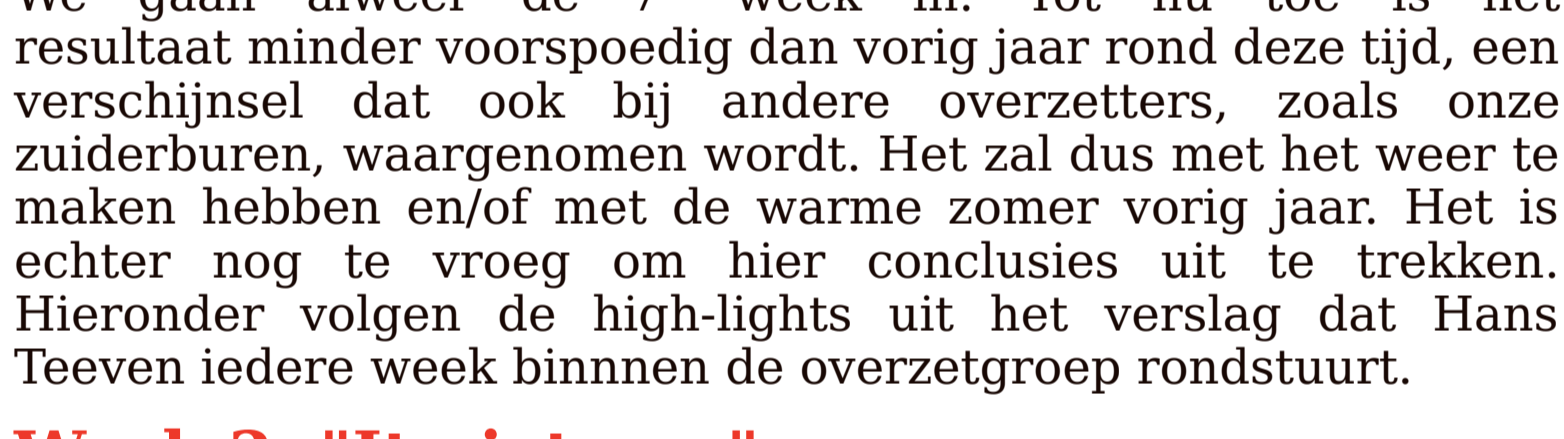 resultaat minder voorspoedig dan vorig jaar rond deze tijd, een
verschijnsel dat ook bij andere overzetters, zoals onze
zuiderburen, waargenomen wordt. Het zal dus met het weer te
maken hebben en/of met de warme zomer vorig jaar. Het is
echter nog te vroeg om hier conclusies uit te trekken.
Hieronder volgen de high-lights uit het verslag dat Hans
Teeven iedere week binnnen de overzetgroep rondstuurt.